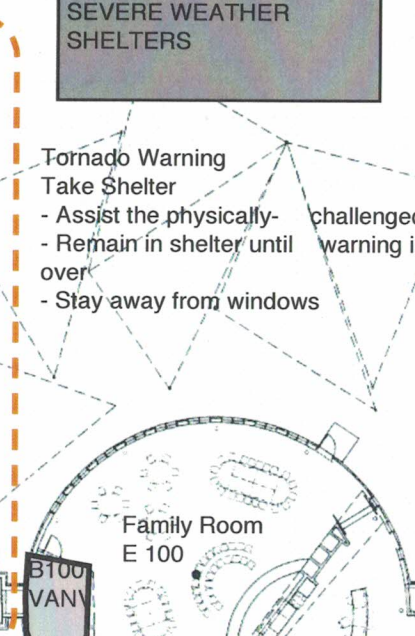 SEVERE WEATHER
SHELTERS
Tornado Warning
Take Shelter
- Assist the physically- challenged
- Remain in shelter until warning i
over
- Stay away from windows
Family Room
E 100
B100
VANV